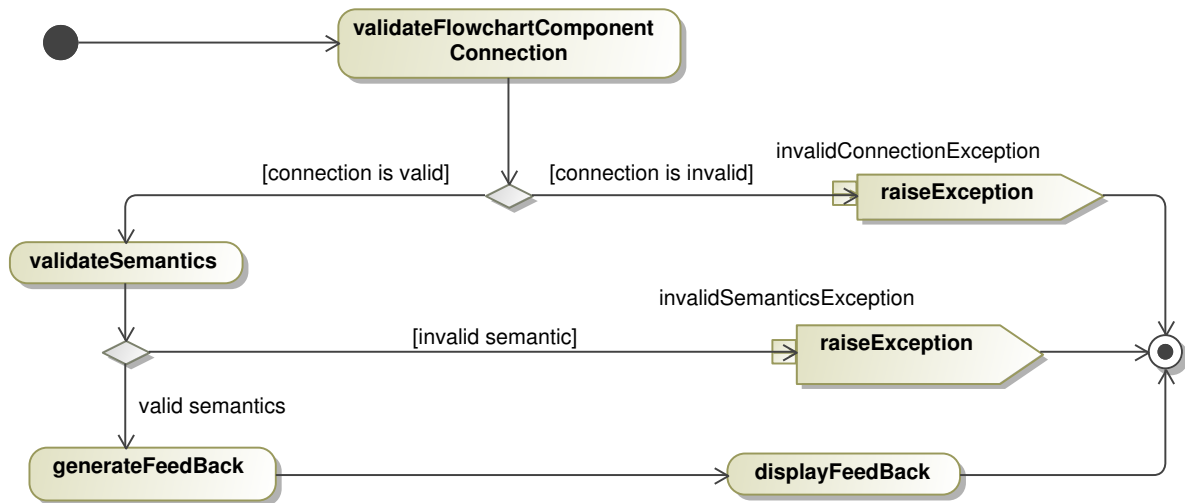 validateFlowchartComponent
Connection
invalidConnectionException
[connection is valid]
[connection is invalid]
raiseException
validateSemantics
invalidSemanticsException
[invalid semantic]
raiseException
valid semantics
generateFeedBack
displayFeedBack